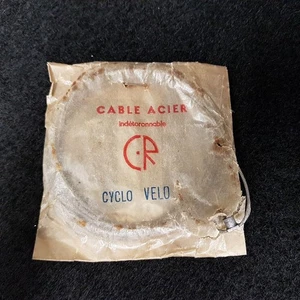 CABLE ACIER
indétoronnable
CR
CYCLO VELO